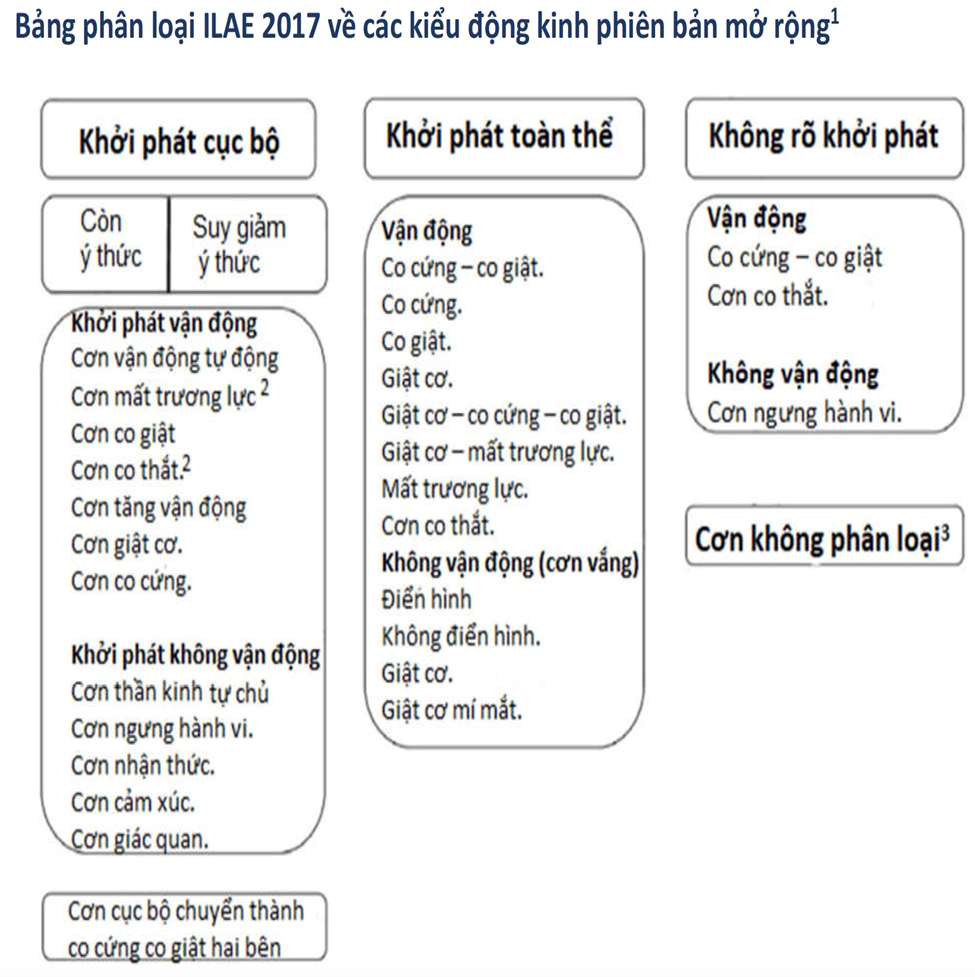 Bảng phân loại ILAE 2017 về các kiểu động kinh phiên bản mở rộng¹
Khởi phát cục bộ
Còn
ý thức
Suy giảm
ý thức
Khởi phát vận động
Cơn vận động tự động
Cơn mất trương lực ²
Cơn co giật
Cơn co thắt.²
Cơn tăng vận động
Cơn giật cơ.
Cơn co cứng.
Khởi phát không vận động
Cơn thần kinh tự chủ
Cơn ngưng hành vi.
Cơn nhận thức.
Cơn cảm xúc.
Cơn giác quan.
Cơn cục bộ chuyển thành
co cứng co giật hai bên
Khởi phát toàn thể
Vận động
Co cứng – co giật.
Co cứng.
Co giật.
Giật cơ.
Giật cơ – co cứng – co giật.
Giật cơ – mất trương lực.
Mất trương lực.
Cơn co thắt.
Không vận động (cơn vắng)
Điển hình
Không điển hình.
Giật cơ.
Giật cơ mí mắt.
Không rõ khởi phát
Vận động
Co cứng – co giật
Cơn co thắt.
Không vận động
Cơn ngưng hành vi.
Cơn không phân loại³